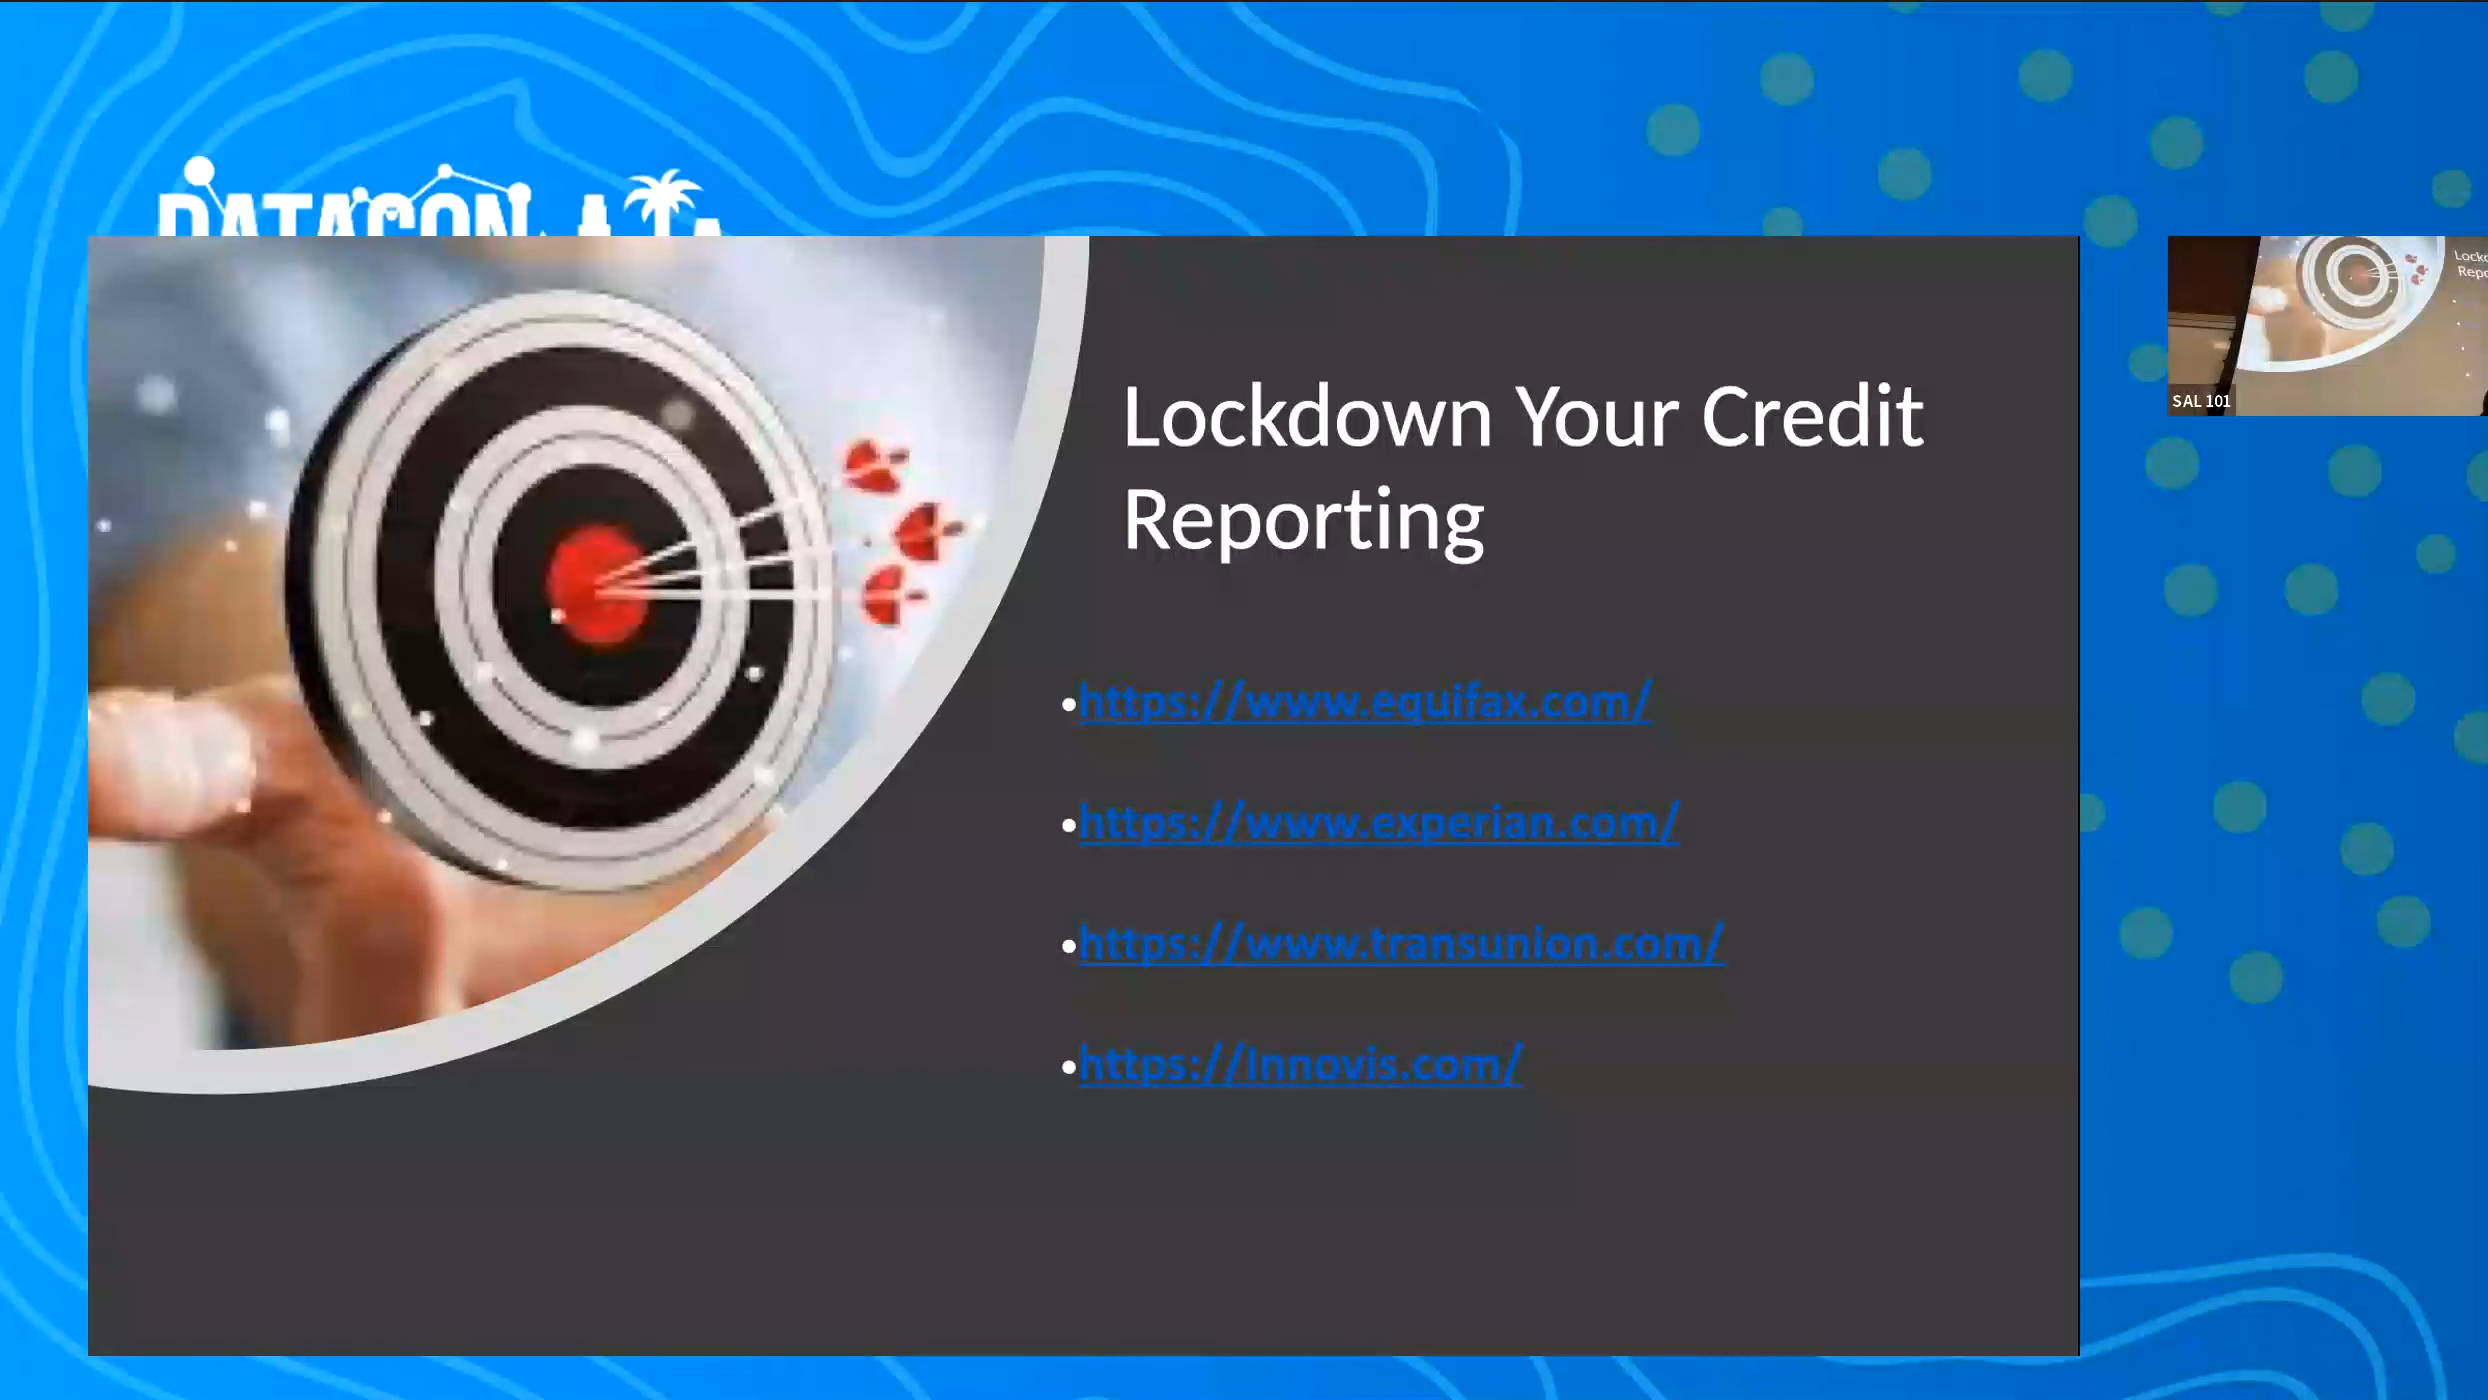 DATACON LA
Lockdown Your Credit
Reporting
•https://www.equifax.com/
•https://www.experian.com/
•https://www.transunion.com/
•https://Innovis.com/
SAL 101